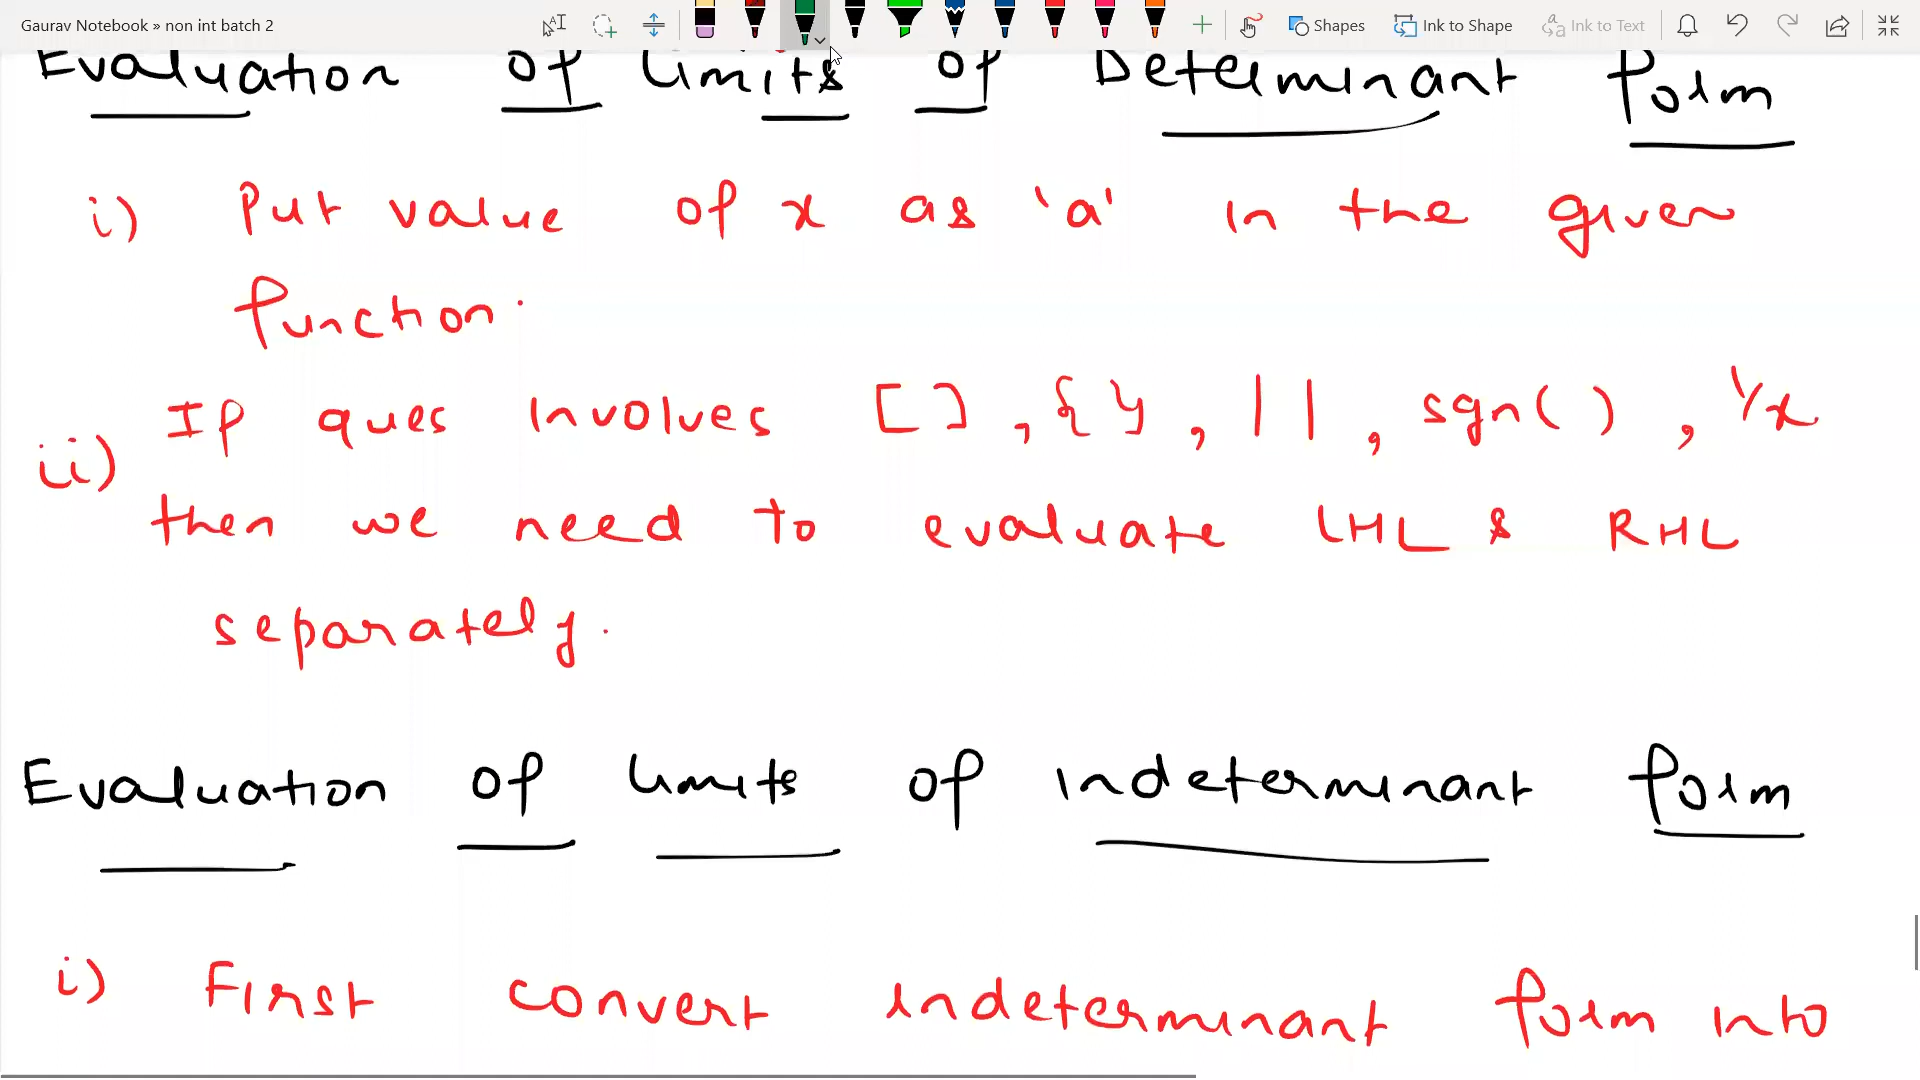 Gaurav Notebook » non int batch 2 Shapes Ink to Shape Ink to Text
Evaluation of limits of Determinant form
i) Put value of x as 'a' in the given
function.
ii) If ques involves [ ] , { } , | | , sgn( ) , 1/x
then we need to evaluate LHL & RHL
separately.
Evaluation of limits of indeterminant form
i) First convert indeterminant form into